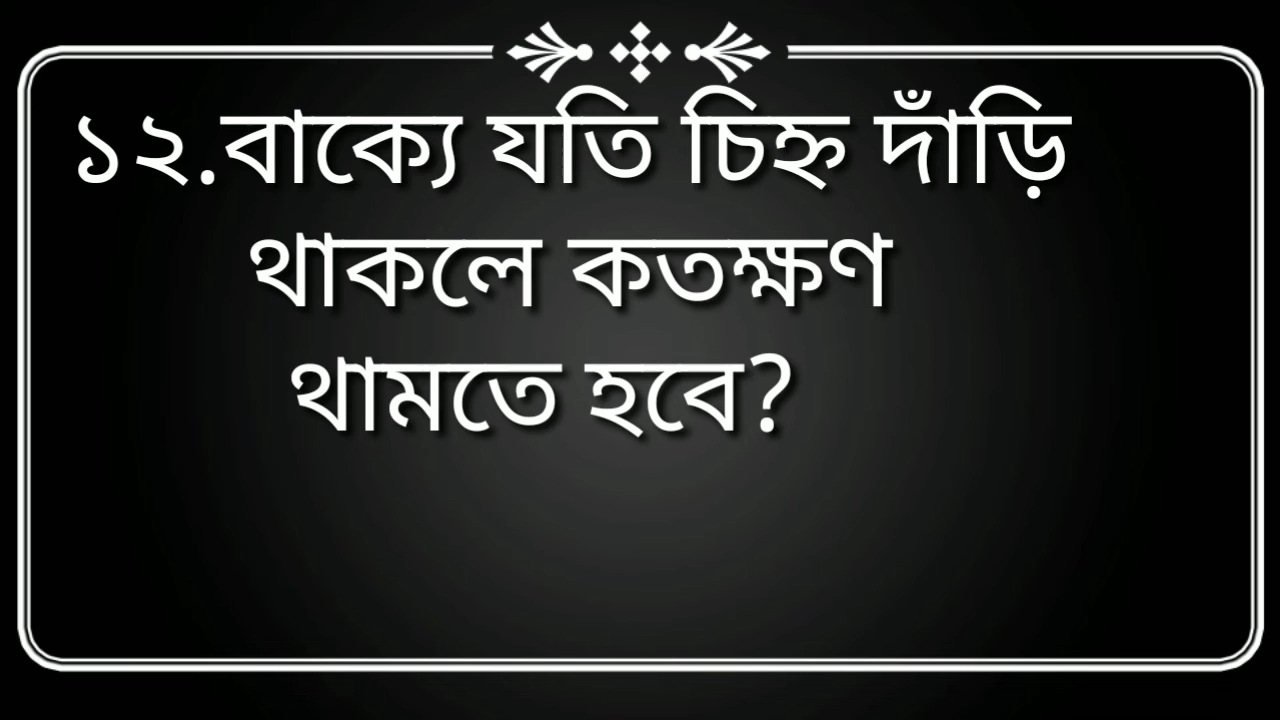 ১২.বাক্যে যতি চিহ্ন দাঁড়ি
থাকলে কতক্ষণ
থামতে হবে?